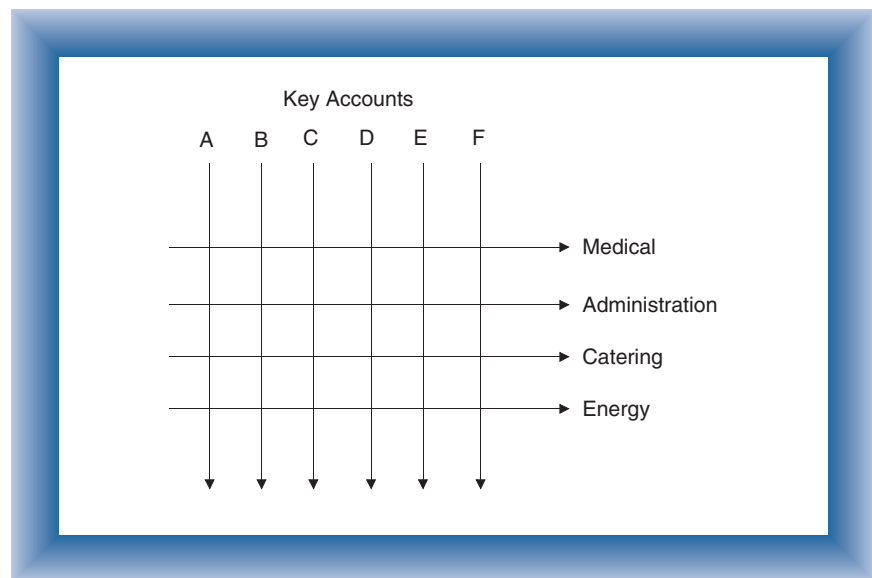 Key Accounts
A B C D E F
Medical
Administration
Catering
Energy